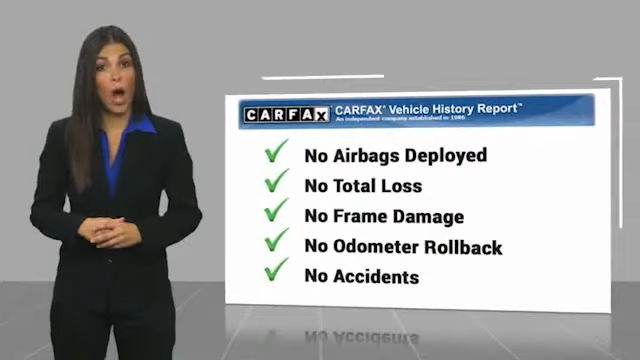 CARFAX CARFAX® Vehicle History Report™
An independent company established in 1986
No Airbags Deployed
No Total Loss
No Frame Damage
No Odometer Rollback
No Accidents